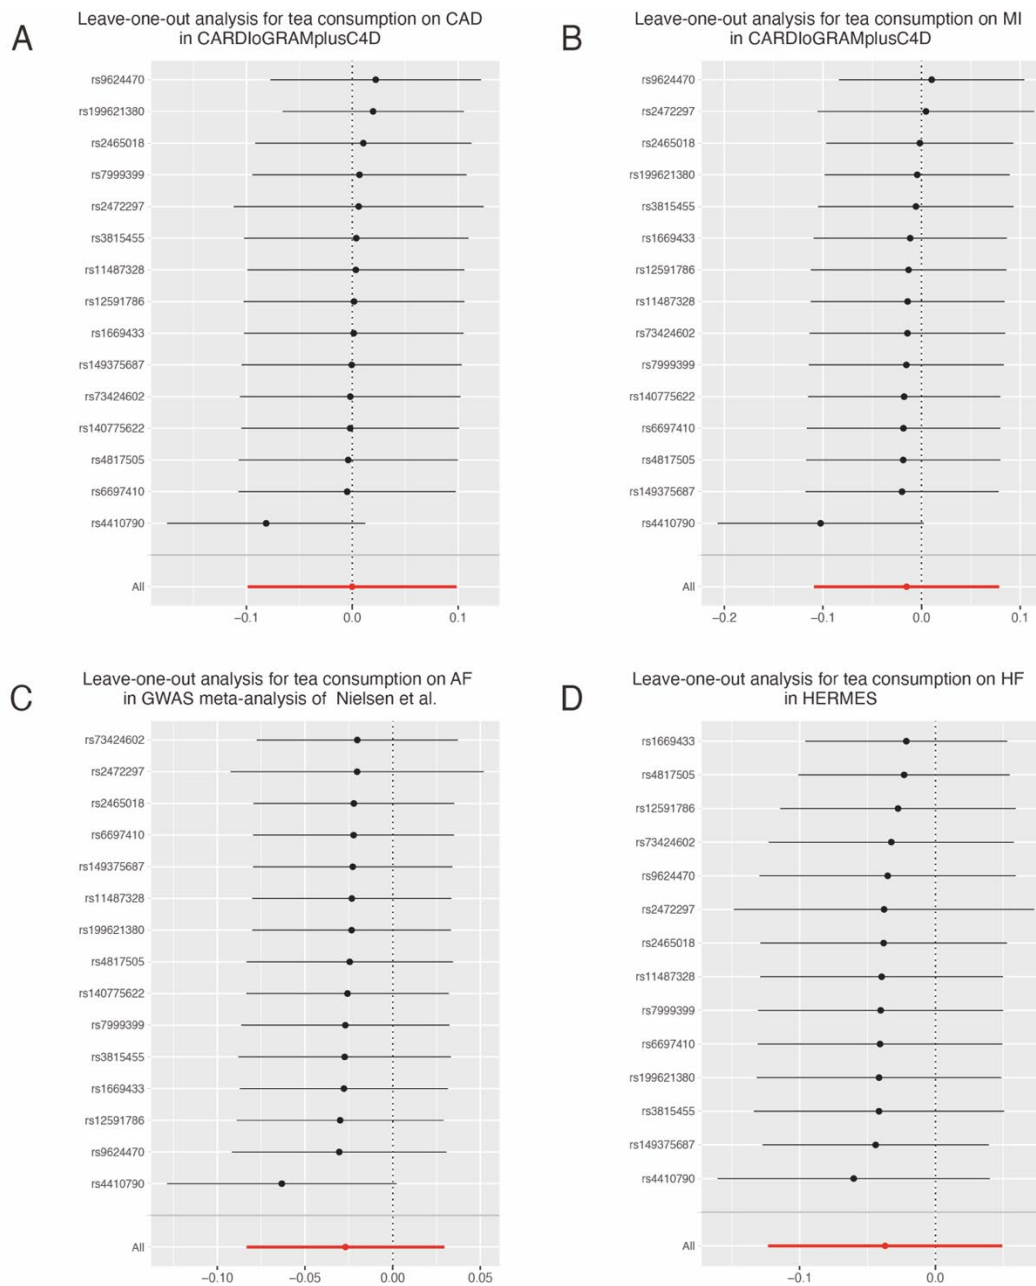 A
Leave-one-out analysis for tea consumption on CAD
in CARDIoGRAMplusC4D
rs9624470
rs199621380
rs2465018
rs7999399
rs2472297
rs3815455
rs11487328
rs12591786
rs1669433
rs149375687
rs73424602
rs140775622
rs4817505
rs6697410
rs4410790
All
−0.1 0.0 0.1
B
Leave-one-out analysis for tea consumption on MI
in CARDIoGRAMplusC4D
rs9624470
rs2472297
rs2465018
rs199621380
rs3815455
rs1669433
rs12591786
rs11487328
rs73424602
rs7999399
rs140775622
rs6697410
rs4817505
rs149375687
rs4410790
All
−0.2 −0.1 0.0 0.1
C
Leave-one-out analysis for tea consumption on AF
in GWAS meta-analysis of Nielsen et al.
rs73424602
rs2472297
rs2465018
rs6697410
rs149375687
rs11487328
rs199621380
rs4817505
rs140775622
rs7999399
rs3815455
rs1669433
rs12591786
rs9624470
rs4410790
All
−0.10 −0.05 0.00 0.05
D
Leave-one-out analysis for tea consumption on HF
in HERMES
rs1669433
rs4817505
rs12591786
rs73424602
rs9624470
rs2472297
rs2465018
rs11487328
rs7999399
rs6697410
rs199621380
rs3815455
rs149375687
rs4410790
All
−0.1 0.0